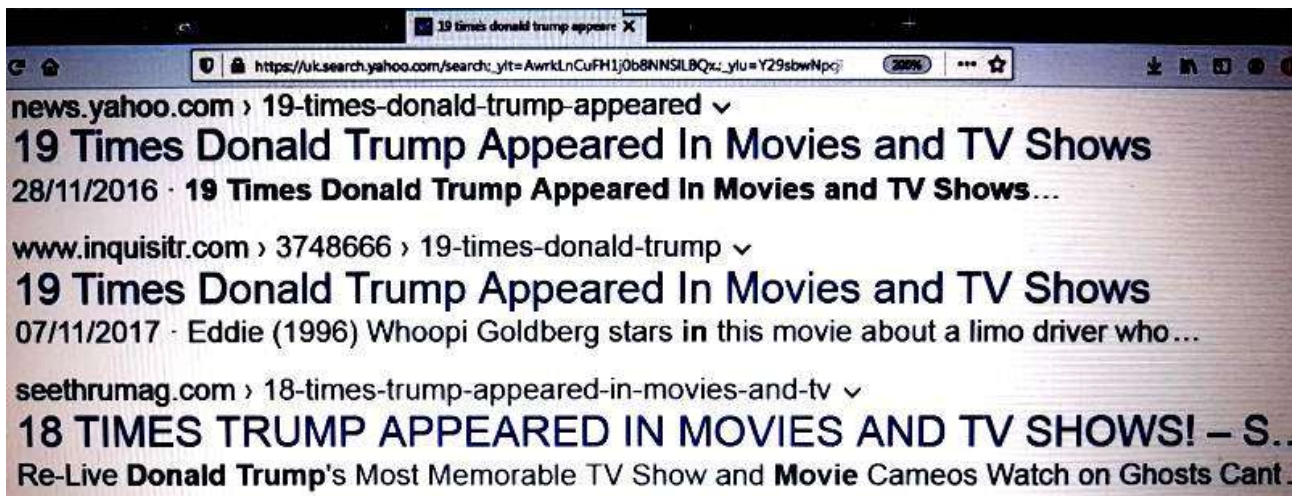 19 times donald trump appeare X
https://uk.search.yahoo.com/search;_ylt=AwrkLnCuFH1j0b8NNSILBQx.;_ylu=Y29sbwNpc 200%
news.yahoo.com › 19-times-donald-trump-appeared
19 Times Donald Trump Appeared In Movies and TV Shows
28/11/2016 · 19 Times Donald Trump Appeared In Movies and TV Shows...
www.inquisitr.com › 3748666 › 19-times-donald-trump
19 Times Donald Trump Appeared In Movies and TV Shows
07/11/2017 · Eddie (1996) Whoopi Goldberg stars in this movie about a limo driver who...
seethrumag.com › 18-times-trump-appeared-in-movies-and-tv
18 TIMES TRUMP APPEARED IN MOVIES AND TV SHOWS! – S..
Re-Live Donald Trump's Most Memorable TV Show and Movie Cameos Watch on Ghosts Cant.